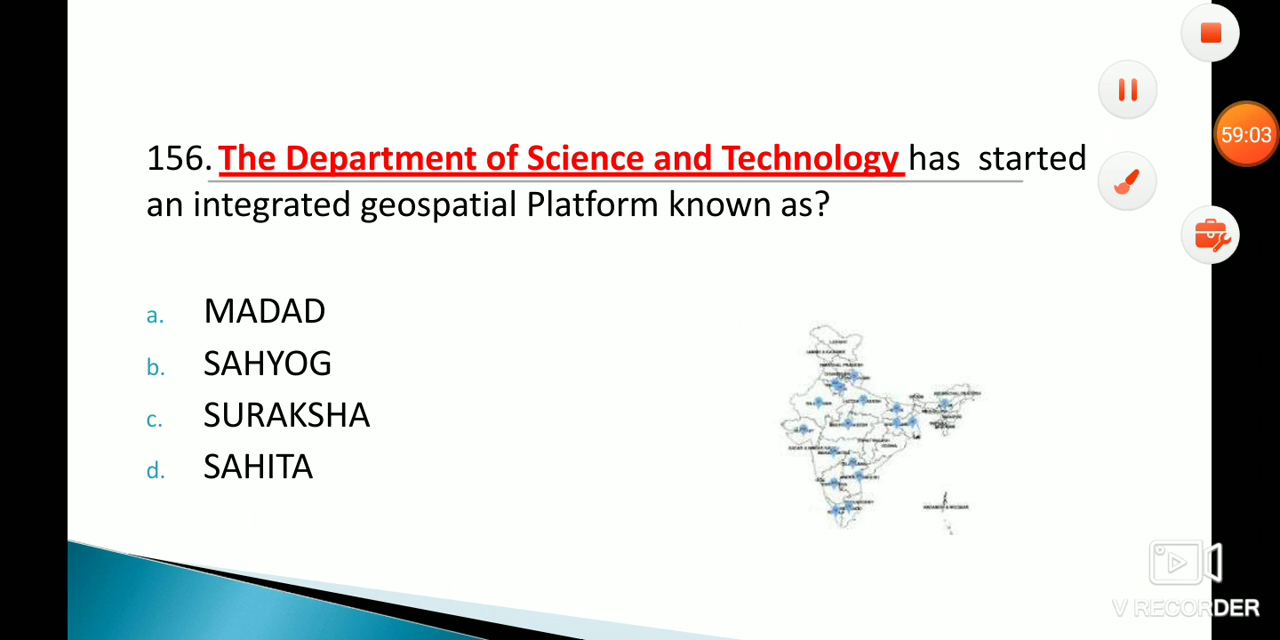 59:03
156. The Department of Science and Technology has started
an integrated geospatial Platform known as?
a. MADAD
b. SAHYOG
c. SURAKSHA
d. SAHITA
V RECORDER